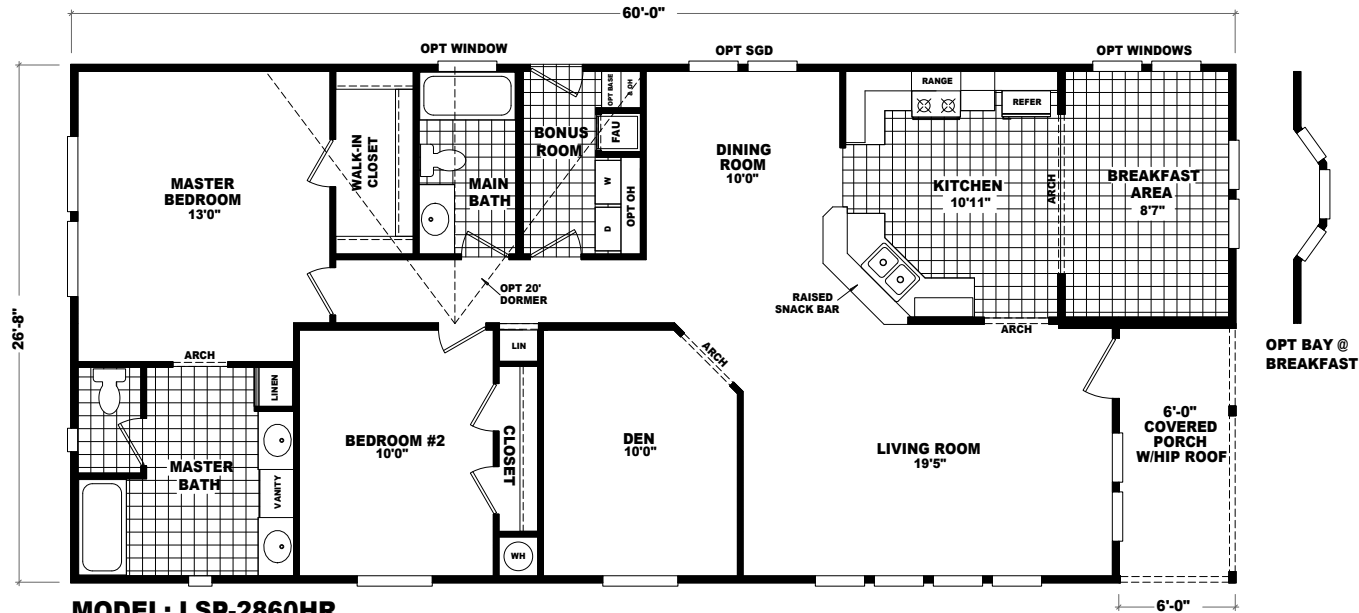 60'-0"
OPT WINDOW
OPT SGD
OPT WINDOWS
26'-8"
MASTER
BEDROOM
13'0"
WALK-IN
CLOSET
MAIN
BATH
BONUS
ROOM
OPT BASE
& OH
FAU
W
D
OPT OH
DINING
ROOM
10'0"
RANGE
REFER
KITCHEN
10'11"
ARCH
BREAKFAST
AREA
8'7"
OPT 20'
DORMER
RAISED
SNACK BAR
ARCH
OPT BAY @
BREAKFAST
ARCH
LINEN
MASTER
BATH
VANITY
BEDROOM #2
10'0"
LIN
CLOSET
WH
ARCH
DEN
10'0"
LIVING ROOM
19'5"
6'-0"
COVERED
PORCH
W/HIP ROOF
6'-0"
MODEL: LSP-2860HR